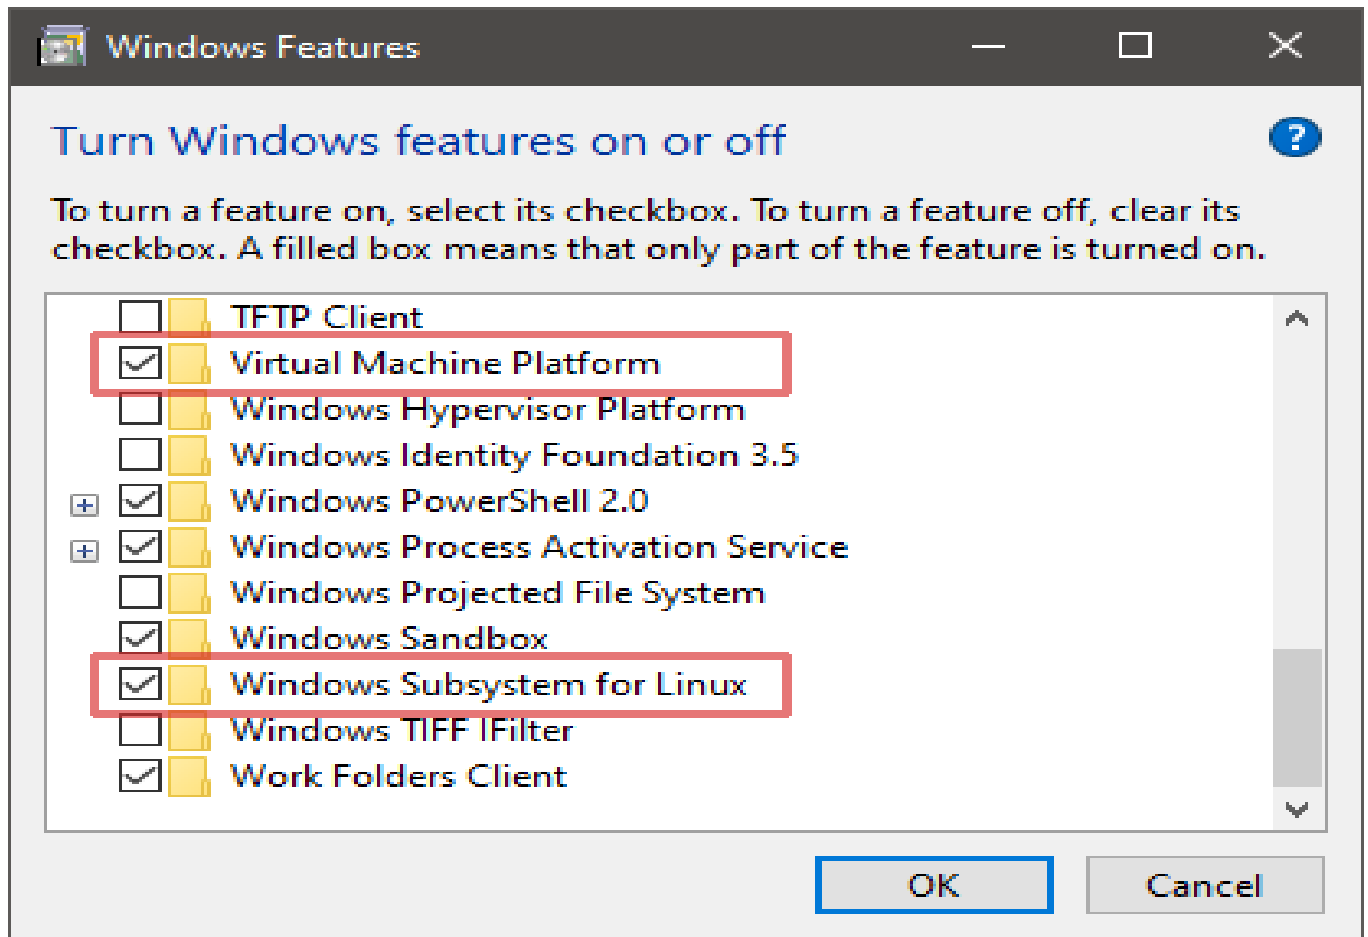 Windows Features
Turn Windows features on or off
?
To turn a feature on, select its checkbox. To turn a feature off, clear its
checkbox. A filled box means that only part of the feature is turned on.
TFTP Client
Virtual Machine Platform
Windows Hypervisor Platform
Windows Identity Foundation 3.5
Windows PowerShell 2.0
Windows Process Activation Service
Windows Projected File System
Windows Sandbox
Windows Subsystem for Linux
Windows TIFF IFilter
Work Folders Client
OK Cancel